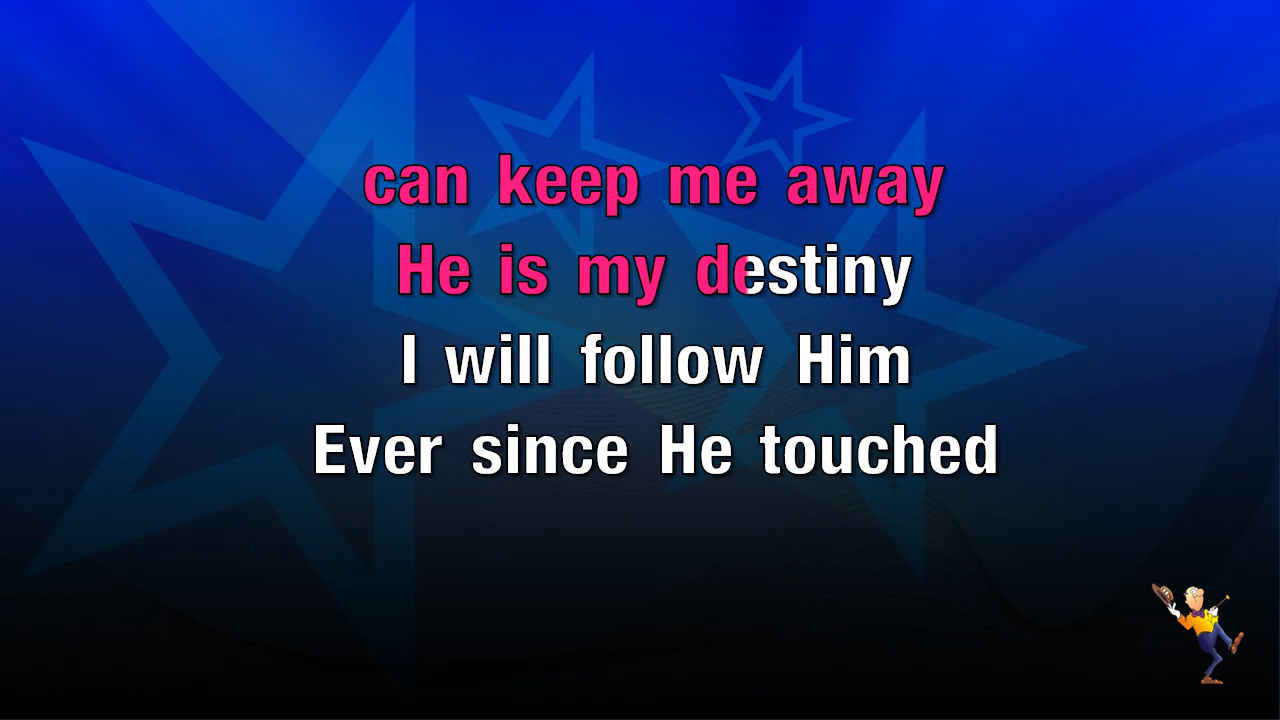 can keep me away
He is my destiny
I will follow Him
Ever since He touched